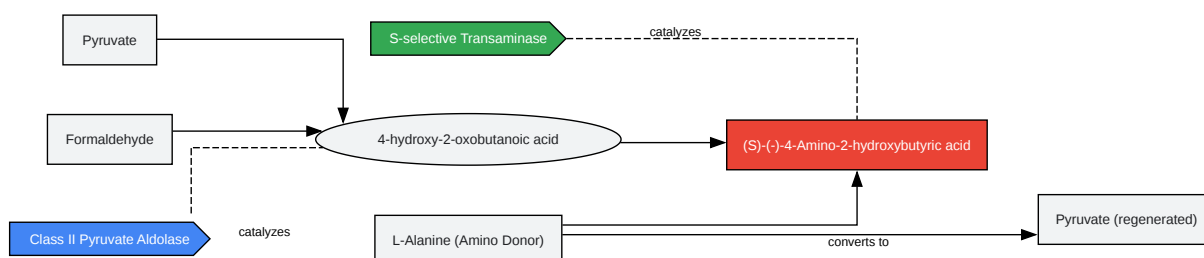 Pyruvate
S-selective Transaminase
catalyzes
Formaldehyde
4-hydroxy-2-oxobutanoic acid
(S)-(-)-4-Amino-2-hydroxybutyric acid
Class II Pyruvate Aldolase
catalyzes
L-Alanine (Amino Donor)
converts to
Pyruvate (regenerated)